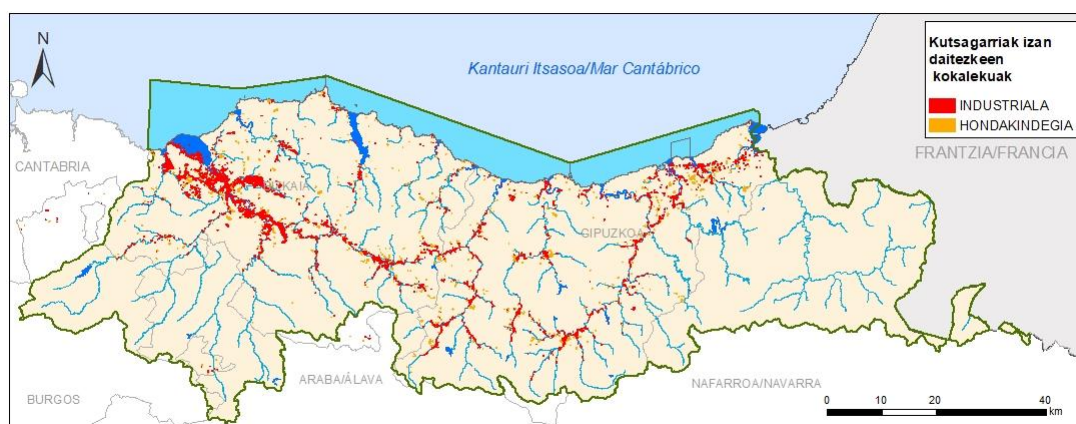 N
Kantauri Itsasoa/Mar Cantábrico
Kutsagarriak izan
daitezkeen
kokalekuak
INDUSTRIALA
HONDAKINDEGIA
FRANTZIA/FRANCIA
CANTABRIA
GIPUZKOA
ARABA/ÁLAVA
NAFARROA/NAVARRA
BURGOS
0 10 20 40
km